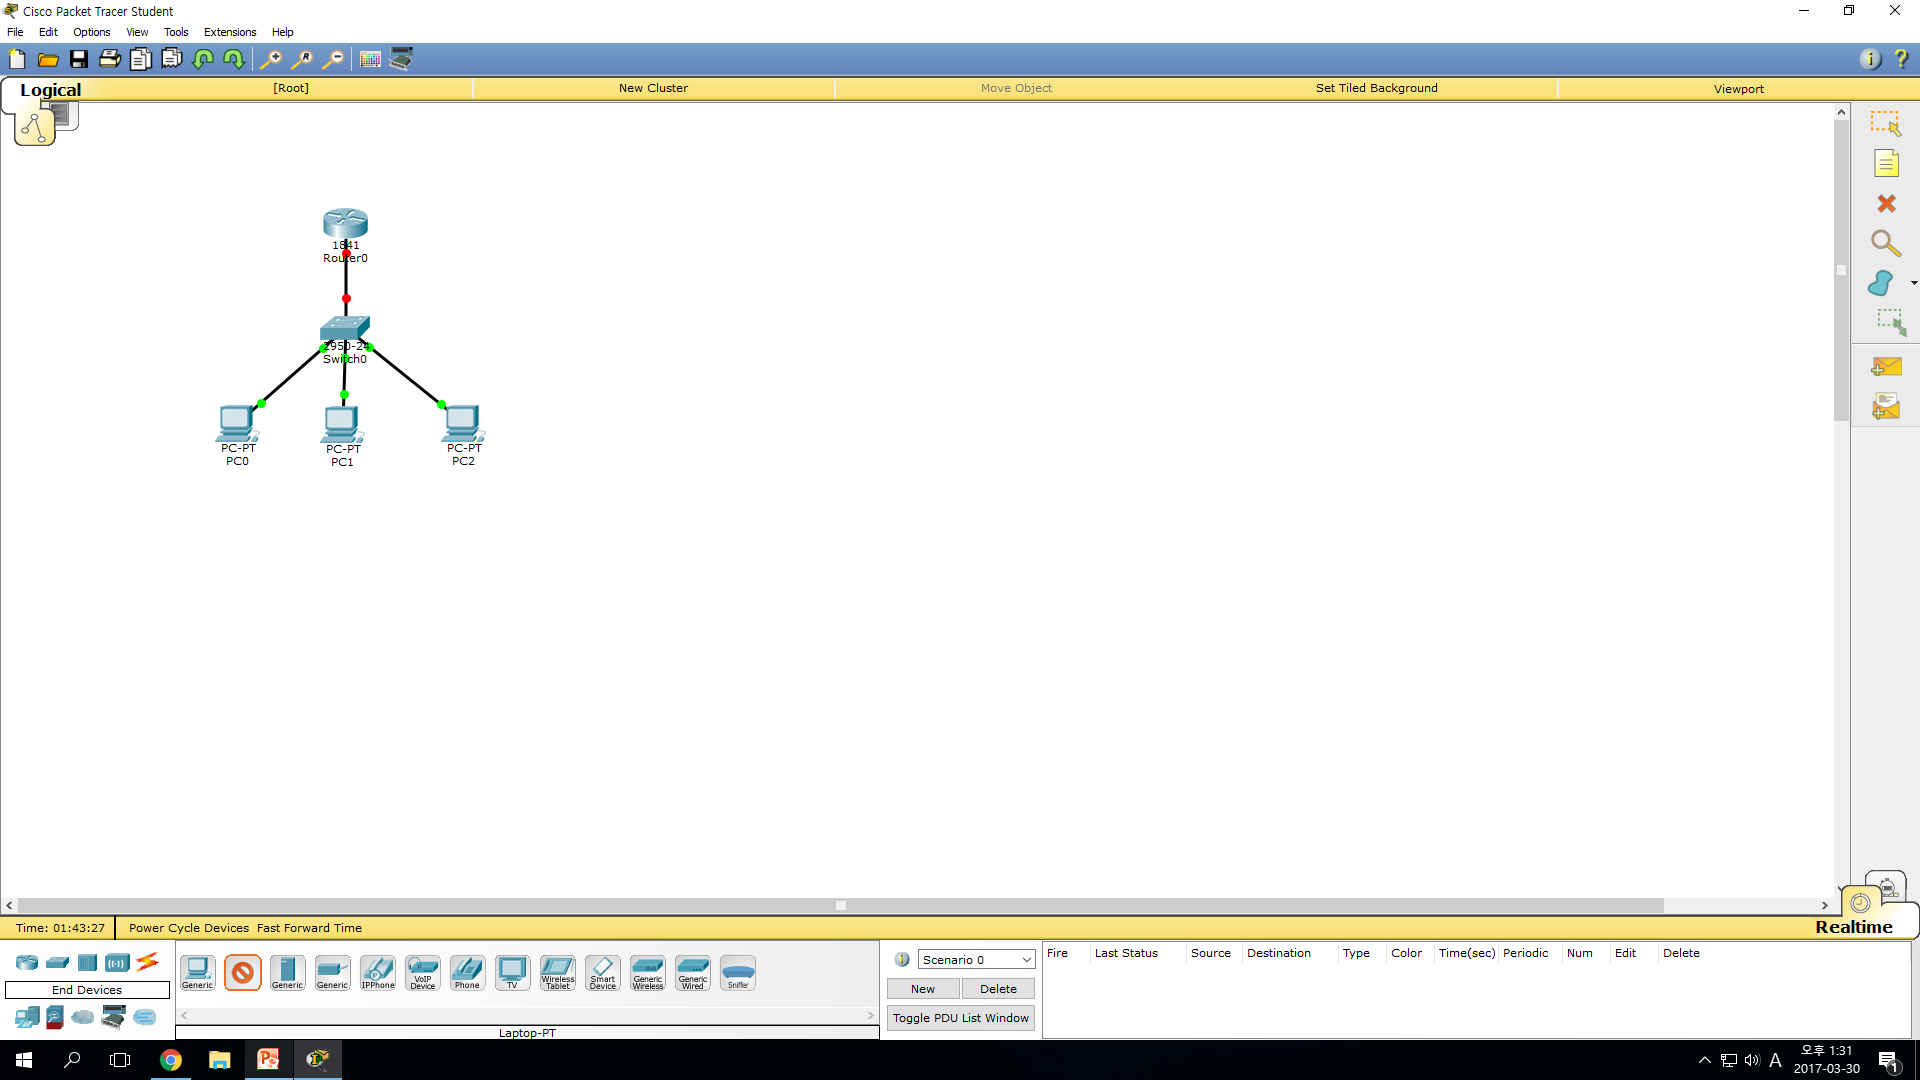 Cisco Packet Tracer Student
File Edit Options View Tools Extensions Help
Logical [Root] New Cluster Move Object Set Tiled Background Viewport
1841
Router0
2950-24
Switch0
PC-PT
PC0
PC-PT
PC1
PC-PT
PC2
Time: 01:43:27 Power Cycle Devices Fast Forward Time Realtime
End Devices
Generic Generic Generic IPPhone VoIP Device Phone TV Wireless Tablet Smart Device Generic Wireless Generic Wired Sniffer
Laptop-PT
Scenario 0
New Delete
Toggle PDU List Window
Fire Last Status Source Destination Type Color Time(sec) Periodic Num Edit Delete
A 오후 1:31
2017-03-30
1